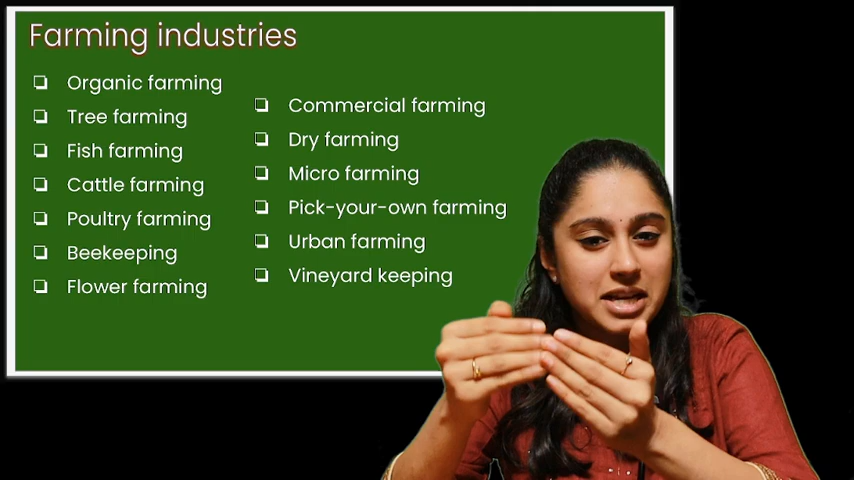 Farming industries
Organic farming
Tree farming
Fish farming
Cattle farming
Poultry farming
Beekeeping
Flower farming
Commercial farming
Dry farming
Micro farming
Pick-your-own farming
Urban farming
Vineyard keeping